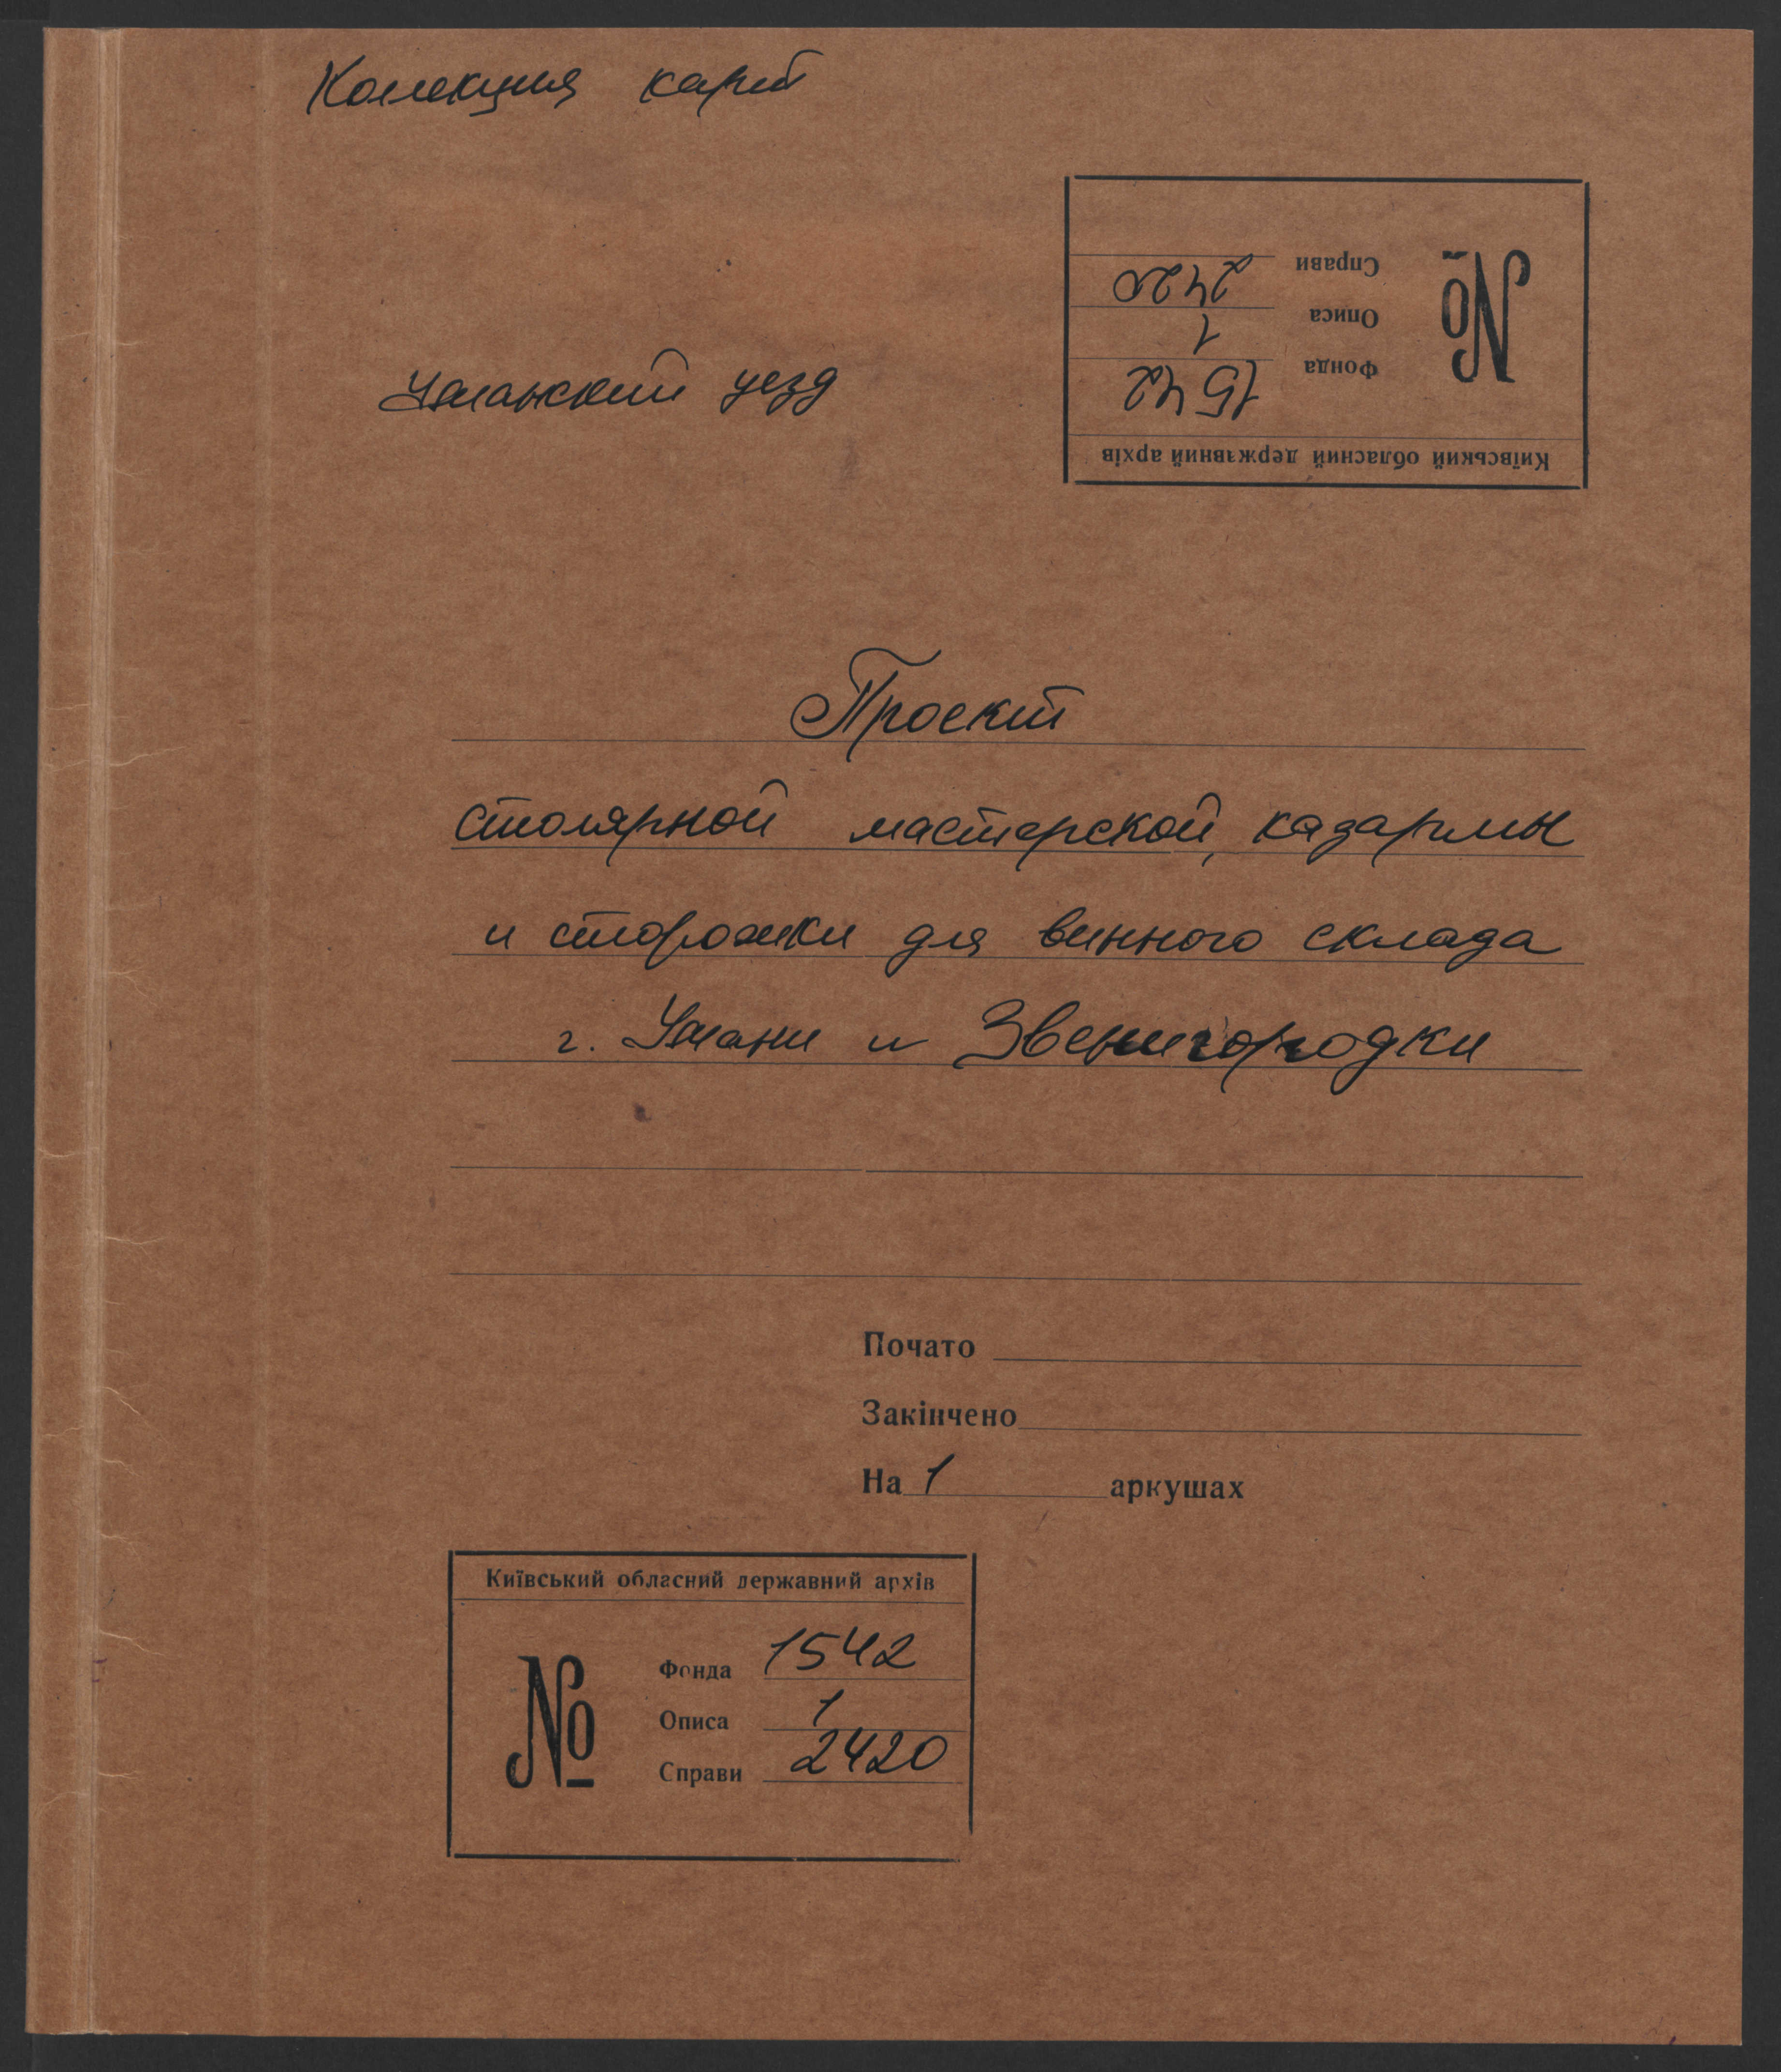 Колекция карт
Справи 2420
Описа 1
Фонда 1542
№
Київський обласний державний архів
Уманский уезд
Проект
столярной мастерской, казармы
и сторожки для винного склада
г. Умани и Звенигородки
Почато
Закінчено
На 1 аркушах
Київський обласний державний архів
№
Фонда 1542
Описа 1
Справи 2420